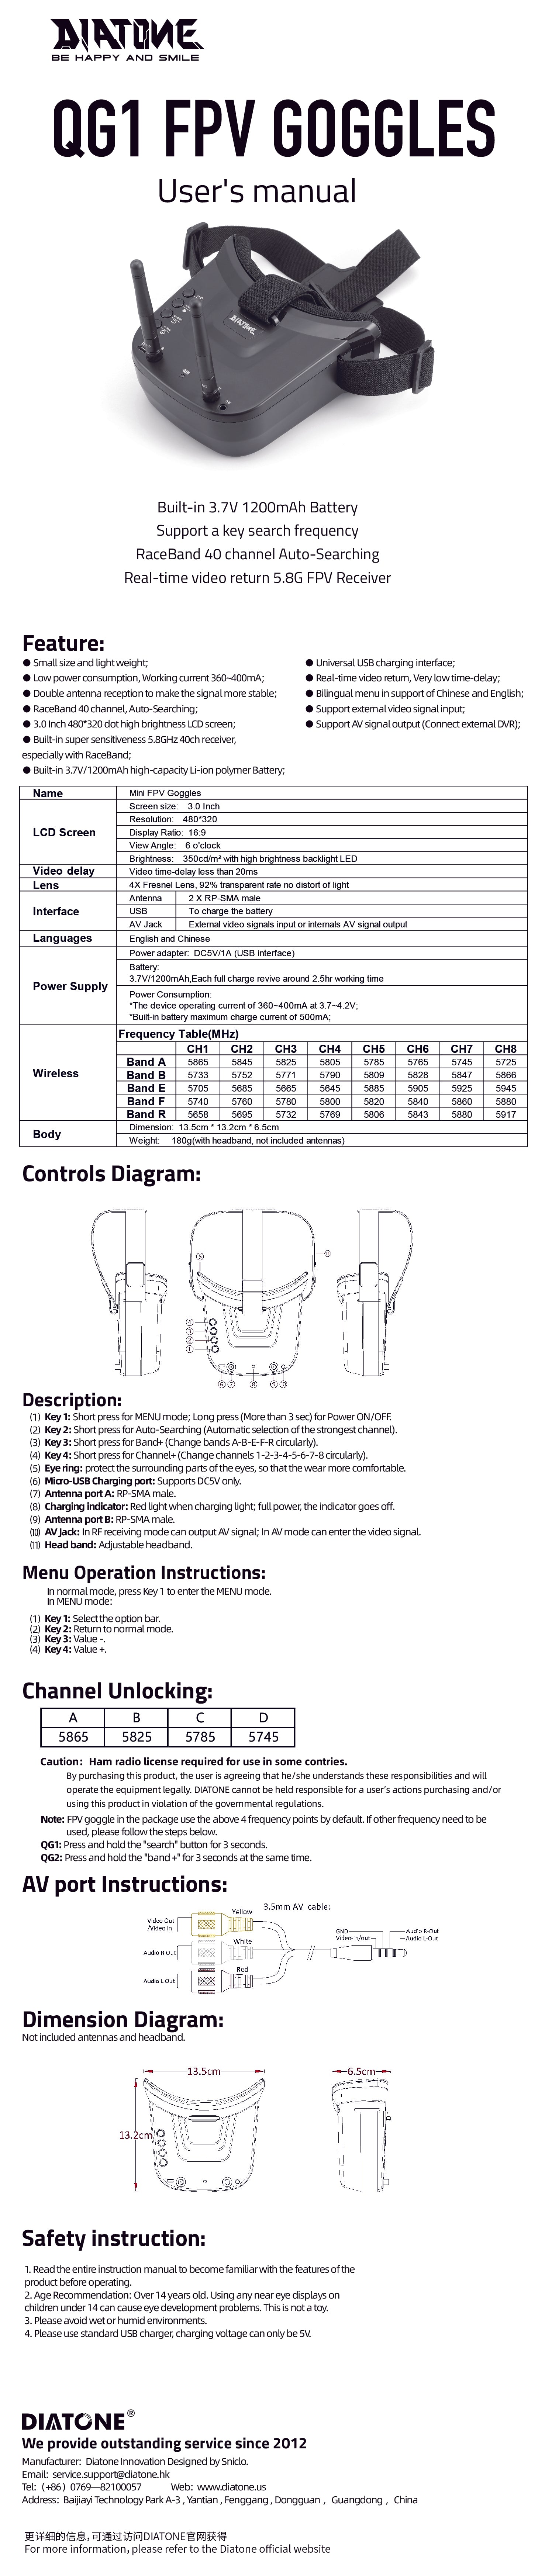 DIATONE
BE HAPPY AND SMILE
QG1 FPV GOGGLES
User's manual
DIATONE
Built-in 3.7V 1200mAh Battery
Support a key search frequency
RaceBand 40 channel Auto-Searching
Real-time video return 5.8G FPV Receiver
Feature:
● Small size and light weight;
● Low power consumption, Working current 360~400mA;
● Double antenna reception to make the signal more stable;
● RaceBand 40 channel, Auto-Searching;
● 3.0 Inch 480*320 dot high brightness LCD screen;
● Built-in super sensitiveness 5.8GHz 40ch receiver,
especially with RaceBand;
● Built-in 3.7V/1200mAh high-capacity Li-ion polymer Battery;
● Universal USB charging interface;
● Real-time video return, Very low time-delay;
● Bilingual menu in support of Chinese and English;
● Support external video signal input;
● Support AV signal output (Connect external DVR);
Name Mini FPV Goggles
LCD Screen
Screen size: 3.0 Inch
Resolution: 480*320
Display Ratio: 16:9
View Angle: 6 o'clock
Brightness: 350cd/m² with high brightness backlight LED
Video delay Video time-delay less than 20ms
Lens 4X Fresnel Lens, 92% transparent rate no distort of light
Interface
Antenna 2 X RP-SMA male
USB To charge the battery
AV Jack External video signals input or internals AV signal output
Languages English and Chinese
Power Supply
Power adapter: DC5V/1A (USB interface)
Battery:
3.7V/1200mAh,Each full charge revive around 2.5hr working time
Power Consumption:
*The device operating current of 360~400mA at 3.7~4.2V;
*Built-in battery maximum charge current of 500mA;
Wireless
Frequency Table(MHz)
CH1 CH2 CH3 CH4 CH5 CH6 CH7 CH8
Band A 5865 5845 5825 5805 5785 5765 5745 5725
Band B 5733 5752 5771 5790 5809 5828 5847 5866
Band E 5705 5685 5665 5645 5885 5905 5925 5945
Band F 5740 5760 5780 5800 5820 5840 5860 5880
Band R 5658 5695 5732 5769 5806 5843 5880 5917
Body
Dimension: 13.5cm * 13.2cm * 6.5cm
Weight: 180g(with headband, not included antennas)
Controls Diagram:
⑤
⑪
④
③
②
①
⑥ ⑦ ⑧ ⑨ ⑩
Description:
(1) Key 1: Short press for MENU mode; Long press (More than 3 sec) for Power ON/OFF.
(2) Key 2: Short press for Auto-Searching (Automatic selection of the strongest channel).
(3) Key 3: Short press for Band+ (Change bands A-B-E-F-R circularly).
(4) Key 4: Short press for Channel+ (Change channels 1-2-3-4-5-6-7-8 circularly).
(5) Eye ring: protect the surrounding parts of the eyes, so that the wear more comfortable.
(6) Micro-USB Charging port: Supports DC5V only.
(7) Antenna port A: RP-SMA male.
(8) Charging indicator: Red light when charging light; full power, the indicator goes off.
(9) Antenna port B: RP-SMA male.
(10) AV Jack: In RF receiving mode can output AV signal; In AV mode can enter the video signal.
(11) Head band: Adjustable headband.
Menu Operation Instructions:
In normal mode, press Key 1 to enter the MENU mode.
In MENU mode:
(1) Key 1: Select the option bar.
(2) Key 2: Return to normal mode.
(3) Key 3: Value -.
(4) Key 4: Value +.
Channel Unlocking:
A B C D
5865 5825 5785 5745
Caution: Ham radio license required for use in some contries.
By purchasing this product, the user is agreeing that he/she understands these responsibilities and will
operate the equipment legally. DIATONE cannot be held responsible for a user's actions purchasing and/or
using this product in violation of the governmental regulations.
Note: FPV goggle in the package use the above 4 frequency points by default. If other frequency need to be
used, please follow the steps below.
QG1: Press and hold the "search" button for 3 seconds.
QG2: Press and hold the "band +" for 3 seconds at the same time.
AV port Instructions:
3.5mm AV cable:
Video Out
/Video In
Yellow
Audio R Out
White
Audio L Out
Red
GND
Video-In/out
Audio R-Out
Audio L-Out
Dimension Diagram:
Not included antennas and headband.
13.5cm
6.5cm
13.2cm
Safety instruction:
1. Read the entire instruction manual to become familiar with the features of the
product before operating.
2. Age Recommendation: Over 14 years old. Using any near eye displays on
children under 14 can cause eye development problems. This is not a toy.
3. Please avoid wet or humid environments.
4. Please use standard USB charger, charging voltage can only be 5V.
DIATONE®
We provide outstanding service since 2012
Manufacturer: Diatone Innovation Designed by Sniclo.
Email: service.support@diatone.hk
Tel: (+86) 0769—82100057 Web: www.diatone.us
Address: Baijiayi Technology Park A-3 , Yantian , Fenggang , Dongguan , Guangdong , China
更详细的信息，可通过访问DIATONE官网获得
For more information, please refer to the Diatone official website